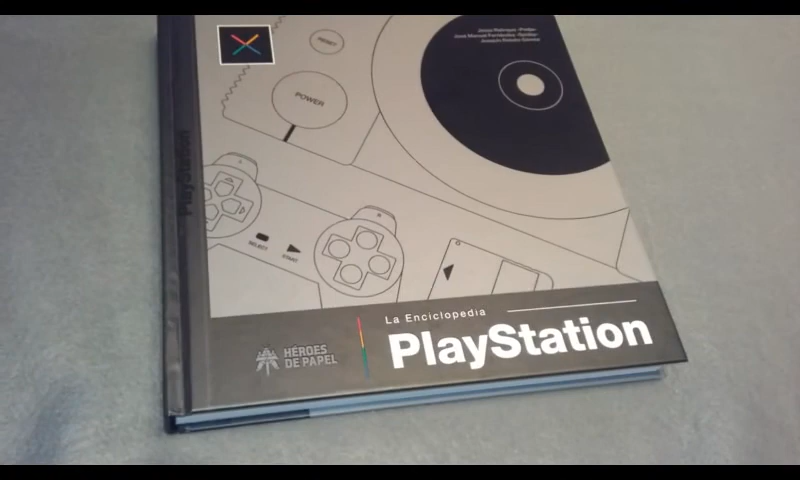 RESET
POWER
SELECT
START
PlayStation
La Enciclopedia
PlayStation
HÉROES
DE PAPEL